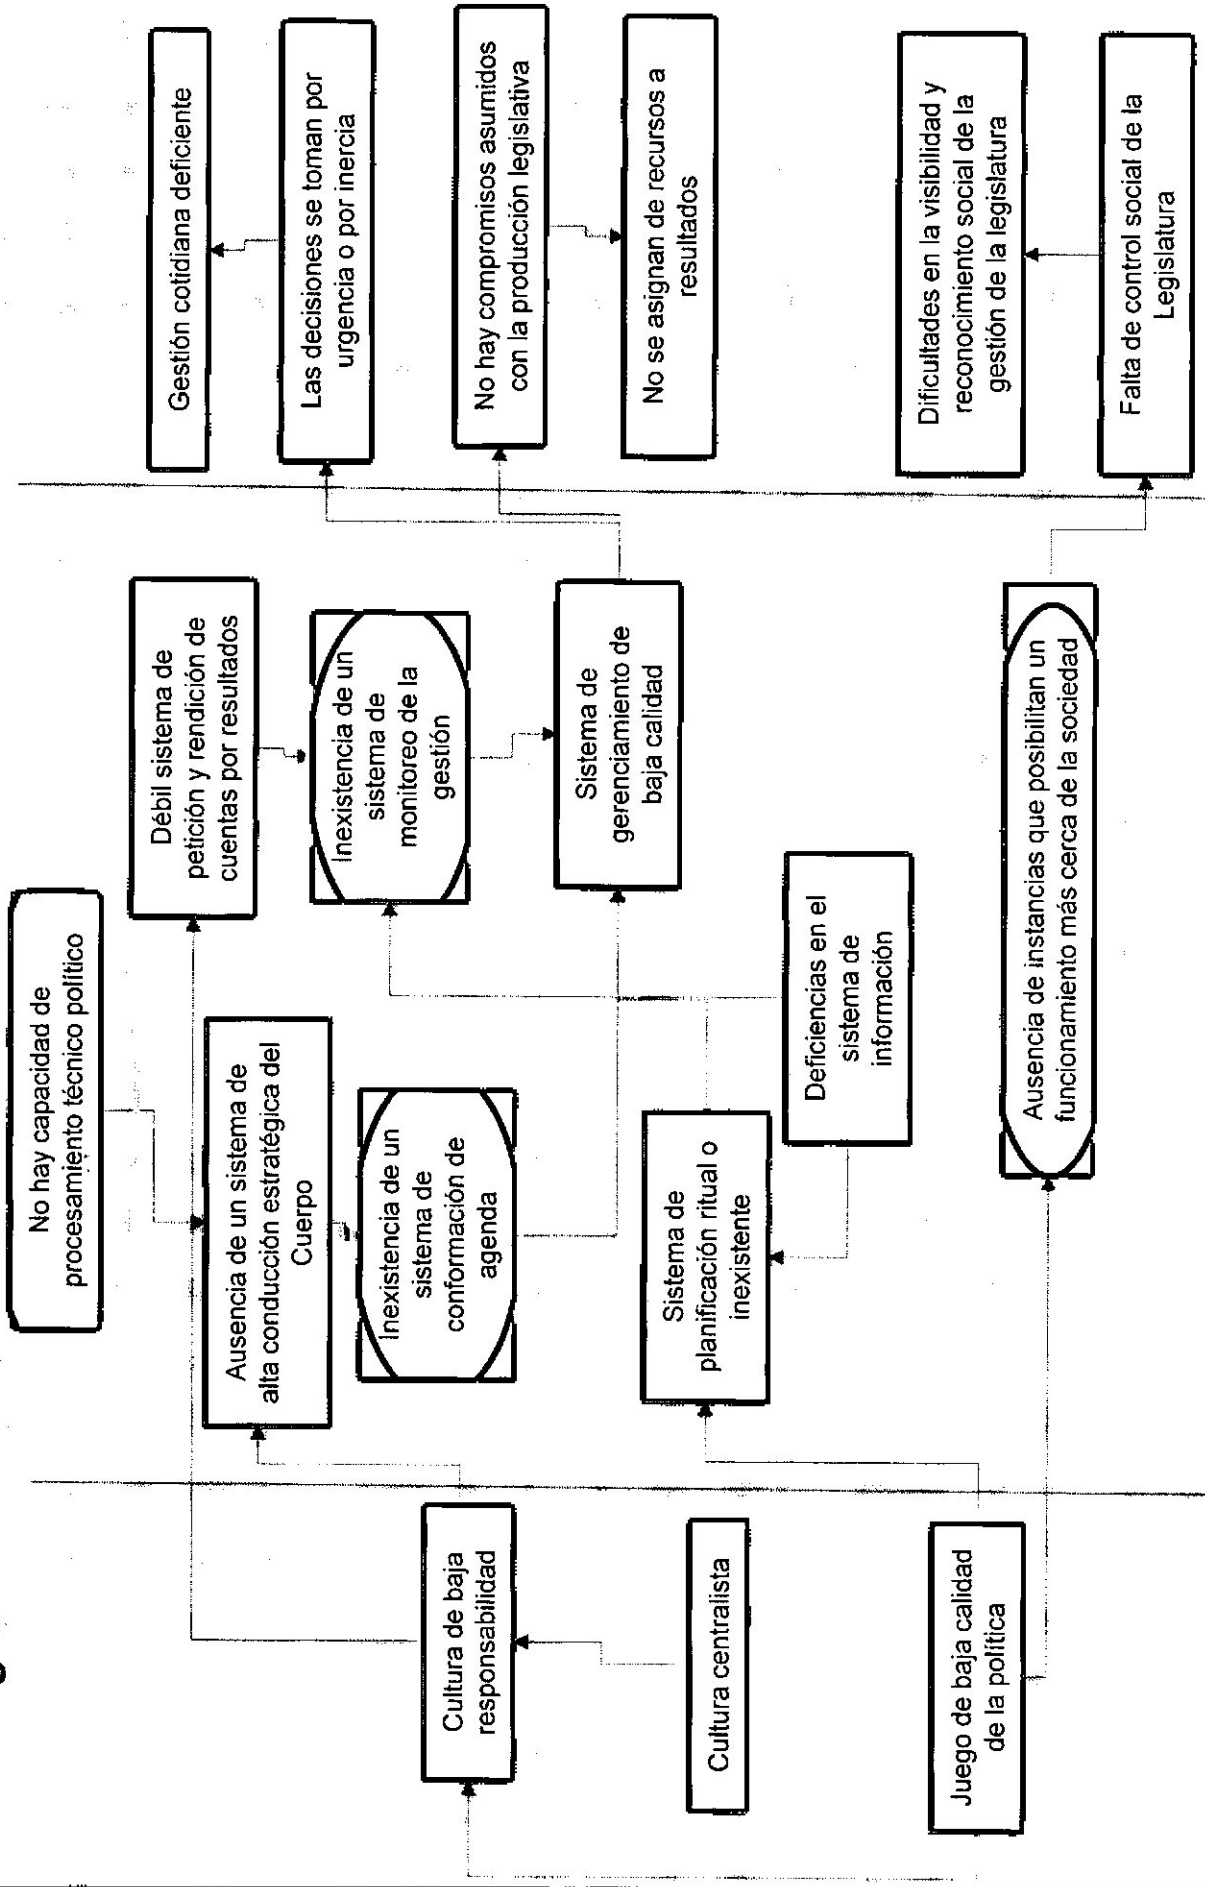 No hay capacidad de
procesamiento técnico político
Débil sistema de
petición y rendición de
cuentas por resultados
Gestión cotidiana deficiente
Ausencia de un sistema de
alta conducción estratégica del
Cuerpo
Inexistencia de un
sistema de
monitoreo de la
gestión
Las decisiones se toman por
urgencia o por inercia
Inexistencia de un
sistema de
conformación de
agenda
Cultura de baja
responsabilidad
Sistema de
gerenciamiento de
baja calidad
No hay compromisos asumidos
con la producción legislativa
No se asignan de recursos a
resultados
Cultura centralista
Sistema de
planificación ritual o
inexistente
Deficiencias en el
sistema de
información
Juego de baja calidad
de la política
Ausencia de instancias que posibilitan un
funcionamiento más cerca de la sociedad
Dificultades en la visibilidad y
reconocimiento social de la
gestión de la legislatura
Falta de control social de la
Legislatura